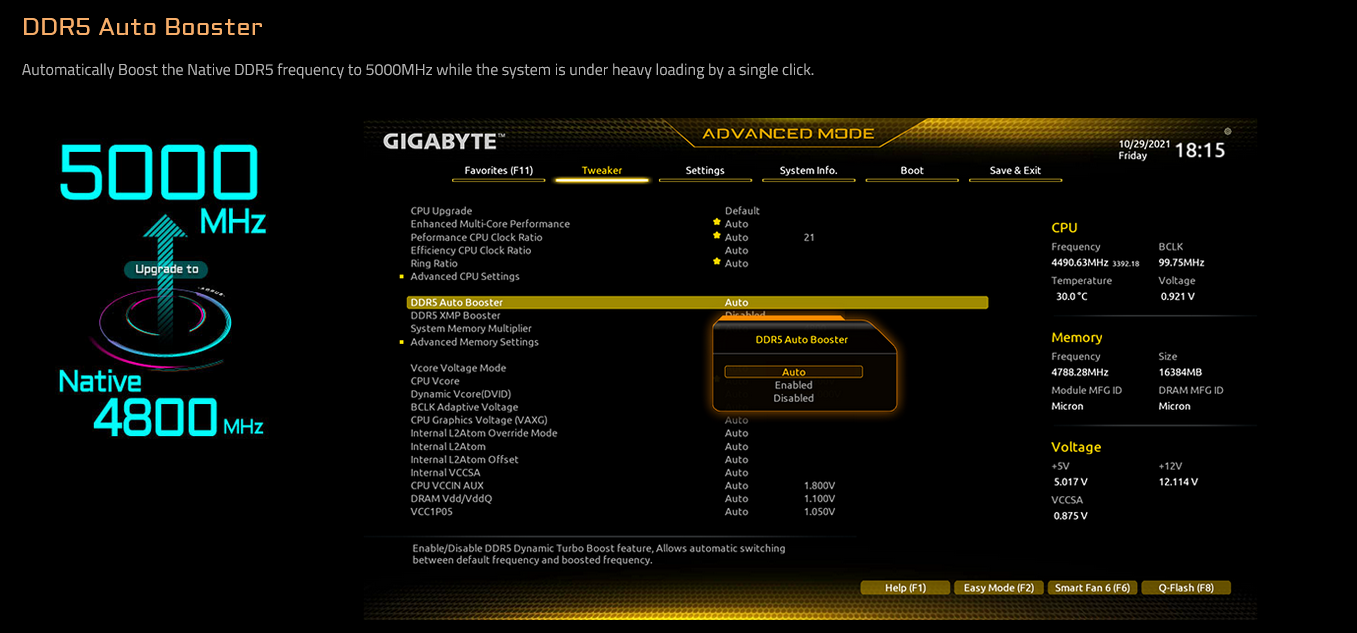 DDR5 Auto Booster
Automatically Boost the Native DDR5 frequency to 5000MHz while the system is under heavy loading by a single click.
5000
MHz
Upgrade to
Native
4800 MHz
GIGABYTE™
ADVANCED MODE
10/29/2021
Friday
18:15
Favorites (F11) Tweaker Settings System Info. Boot Save & Exit
CPU Upgrade Default
Enhanced Multi-Core Performance Auto
Peformance CPU Clock Ratio Auto 21
Efficiency CPU Clock Ratio Auto
Ring Ratio Auto
Advanced CPU Settings
DDR5 Auto Booster Auto
DDR5 XMP Booster Disabled
System Memory Multiplier
Advanced Memory Settings
DDR5 Auto Booster
Auto
Enabled
Disabled
Vcore Voltage Mode
CPU Vcore
Dynamic Vcore(DVID)
BCLK Adaptive Voltage
CPU Graphics Voltage (VAXG) Auto
Internal L2Atom Override Mode Auto
Internal L2Atom Auto
Internal L2Atom Offset Auto
Internal VCCSA Auto
CPU VCCIN AUX Auto 1.800V
DRAM Vdd/VddQ Auto 1.100V
VCC1P05 Auto 1.050V
Enable/Disable DDR5 Dynamic Turbo Boost feature, Allows automatic switching
between default frequency and boosted frequency.
CPU
Frequency BCLK
4490.63MHz 3392.18 99.75MHz
Temperature Voltage
30.0 °C 0.921 V
Memory
Frequency Size
4788.28MHz 16384MB
Module MFG ID DRAM MFG ID
Micron Micron
Voltage
+5V +12V
5.017 V 12.114 V
VCCSA
0.875 V
Help (F1) Easy Mode (F2) Smart Fan 6 (F6) Q-Flash (F8)